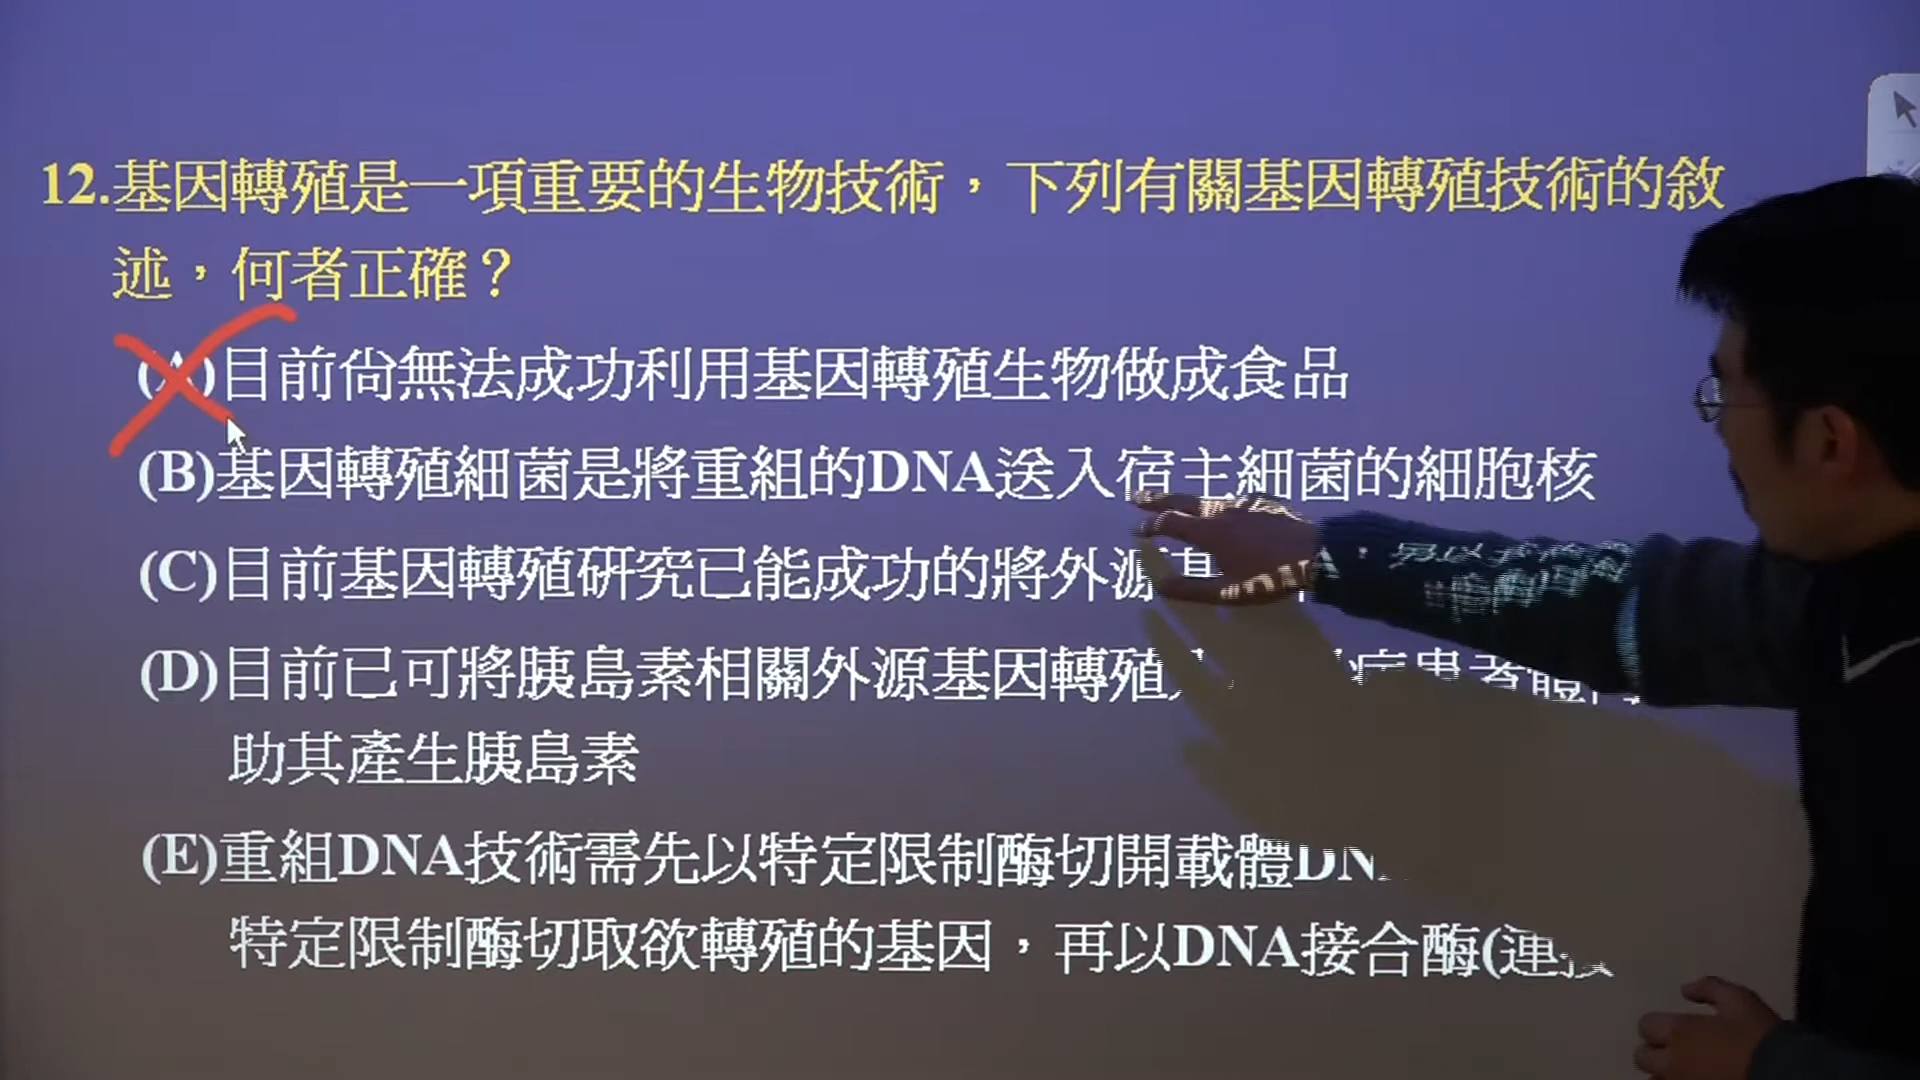 12.基因轉殖是一項重要的生物技術，下列有關基因轉殖技術的敘
述，何者正確？
(A)目前尚無法成功利用基因轉殖生物做成食品
(B)基因轉殖細菌是將重組的DNA送入宿主細菌的細胞核
(C)目前基因轉殖研究已能成功的將外源基
(D)目前已可將胰島素相關外源基因轉殖
助其產生胰島素
(E)重組DNA技術需先以特定限制酶切開載體DNA
特定限制酶切取欲轉殖的基因，再以DNA接合酶(連接